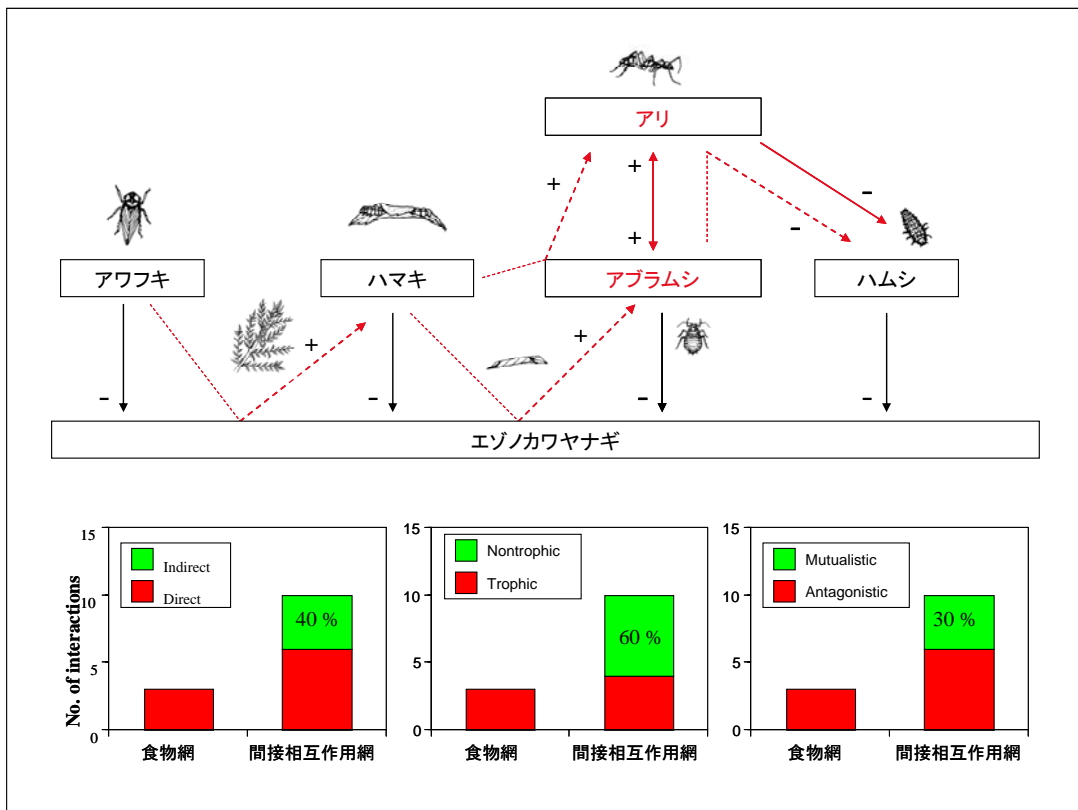 アリ
+
+
+
-
-
アワフキ
ハマキ
アブラムシ
ハムシ
+
+
-
-
-
-
エゾノカワヤナギ
No. of interactions
15
10
5
0
Indirect
Direct
40 %
食物網
間接相互作用網
15
10
5
0
Nontrophic
Trophic
60 %
食物網
間接相互作用網
15
10
5
0
Mutualistic
Antagonistic
30 %
食物網
間接相互作用網